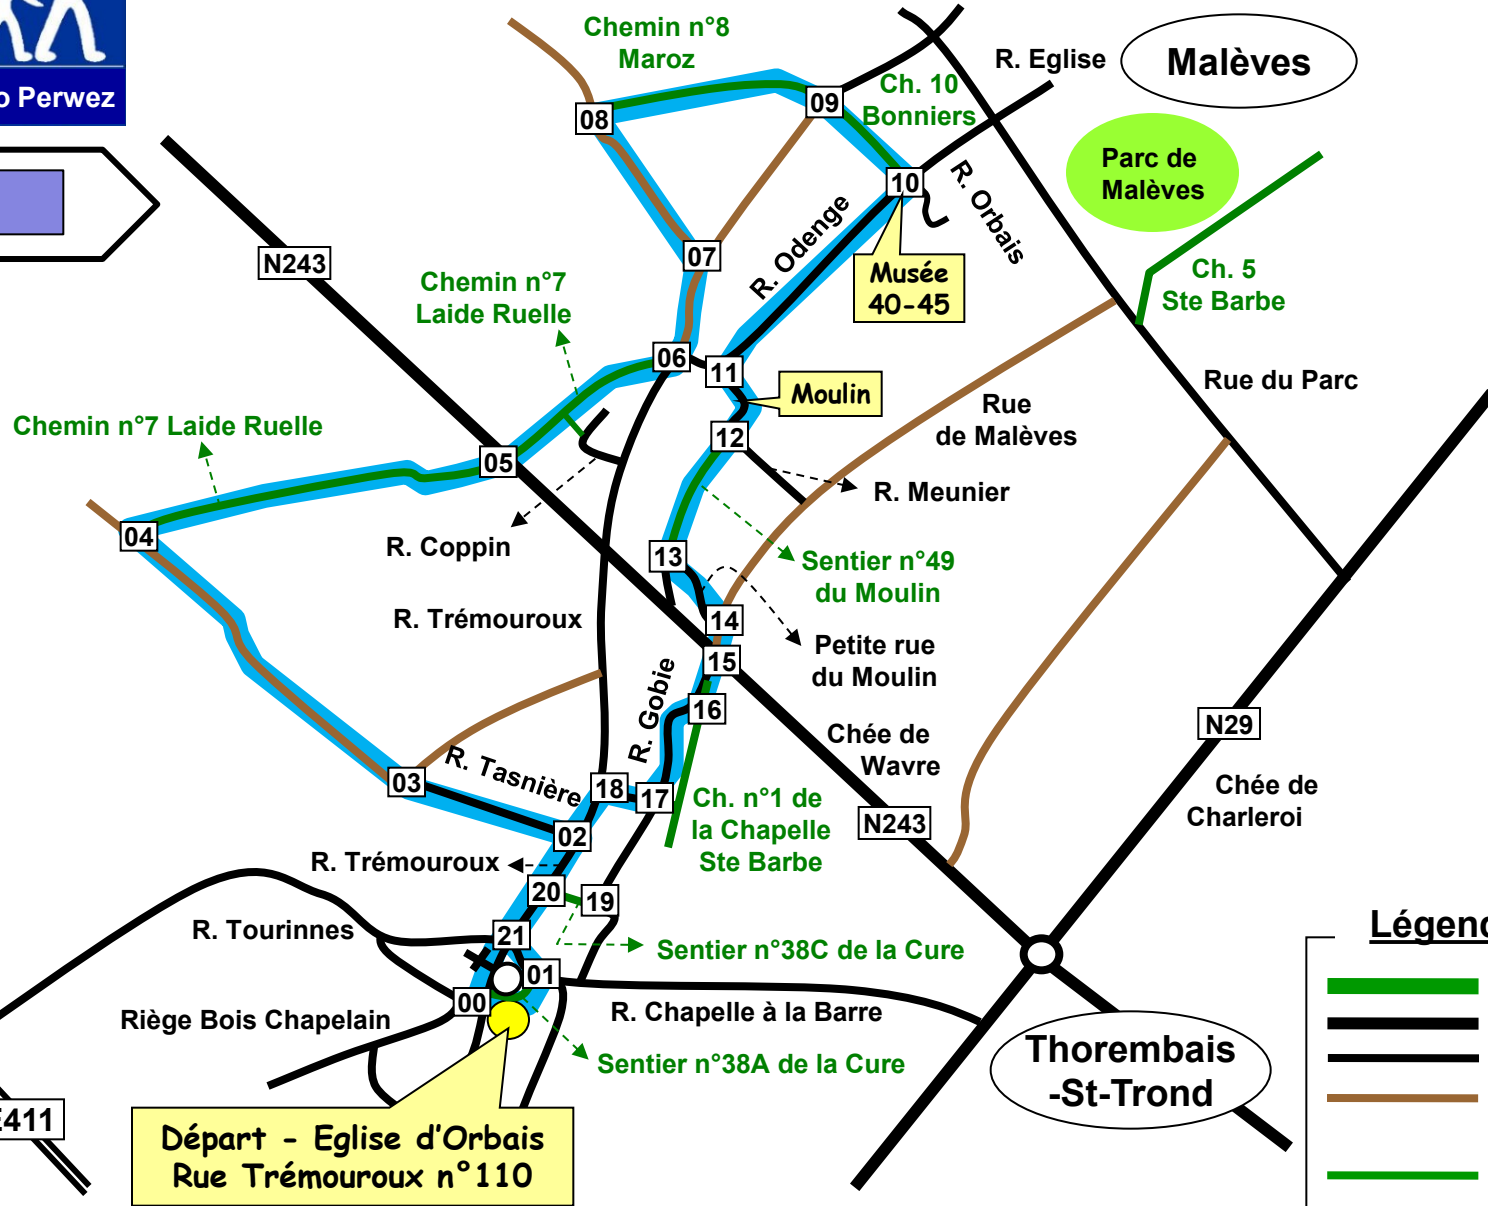 o Perwez
Chemin n°8
Maroz
R. Eglise
Malèves
09
Ch. 10
Bonniers
08
Parc de
Malèves
10
R. Orbais
R. Odenge
N243
07
Musée
40-45
Ch. 5
Ste Barbe
Chemin n°7
Laide Ruelle
06
11
Rue du Parc
Moulin
Rue
de Malèves
Chemin n°7 Laide Ruelle
12
05
R. Meunier
04
R. Coppin
13
Sentier n°49
du Moulin
R. Trémouroux
14
Petite rue
du Moulin
15
R. Gobie
16
N29
Chée de
Wavre
R. Tasnière
03
18
17
Ch. n°1 de
la Chapelle
Ste Barbe
Chée de
Charleroi
N243
02
R. Trémouroux
20
19
R. Tourinnes
21
Sentier n°38C de la Cure
Légend
01
00
R. Chapelle à la Barre
Riège Bois Chapelain
Sentier n°38A de la Cure
Thorembais
-St-Trond
E411
Départ - Eglise d'Orbais
Rue Trémouroux n°110